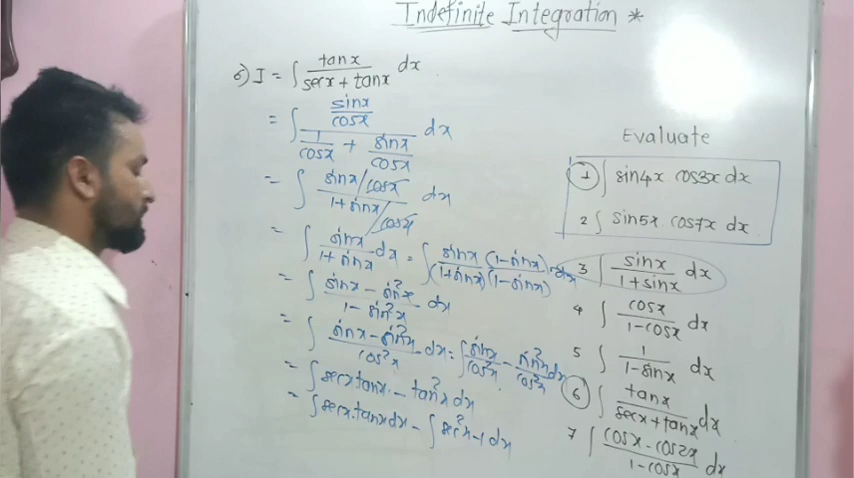 Indefinite Integration *
6) I = ∫ tanx / (secx + tanx) dx
= ∫ (sinx/cosx) / (1/cosx + sinx/cosx) dx
= ∫ (sinx/cosx) / (1+sinx/cosx) dx
= ∫ sinx/(1+sinx) dx = ∫ sinx (1-sinx) / (1+sinx)(1-sinx) dx
= ∫ (sinx - sin²x) / (1 - sin²x) dx
= ∫ (sinx - sin²x) / cos²x dx = ∫ sinx/cos²x - sin²x/cos²x dx
= ∫ secx tanx - tan²x dx
= ∫ secx.tanx dx - ∫ sec²x-1 dx
Evaluate
1 ∫ sin4x cos3x dx
2 ∫ sin5x cos7x dx
3 ∫ sinx / (1+sinx) dx
4 ∫ cosx / (1-cosx) dx
5 ∫ 1 / (1-sinx) dx
6 ∫ tanx / (secx+tanx) dx
7 ∫ (cosx - cos2x) / (1-cosx) dx